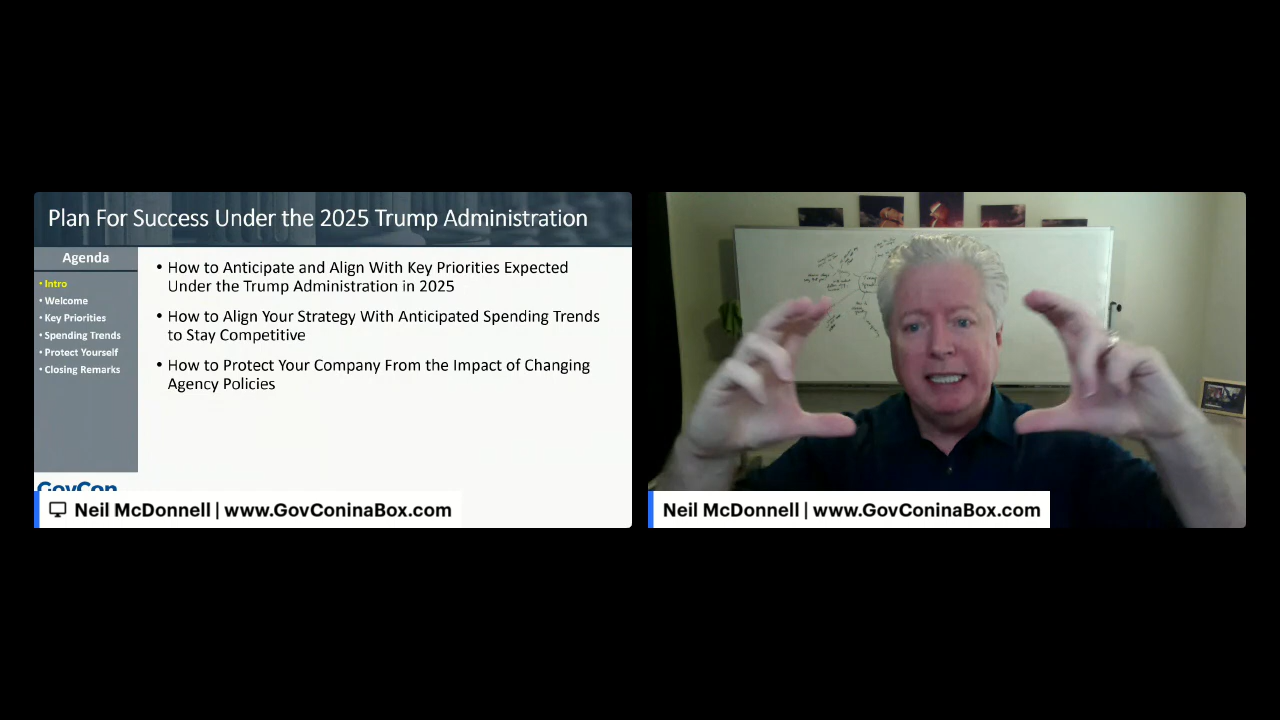 Plan For Success Under the 2025 Trump Administration
Agenda
• Intro
• Welcome
• Key Priorities
• Spending Trends
• Protect Yourself
• Closing Remarks
• How to Anticipate and Align With Key Priorities Expected
Under the Trump Administration in 2025
• How to Align Your Strategy With Anticipated Spending Trends
to Stay Competitive
• How to Protect Your Company From the Impact of Changing
Agency Policies
GovCon
Neil McDonnell | www.GovConinaBox.com
Neil McDonnell | www.GovConinaBox.com